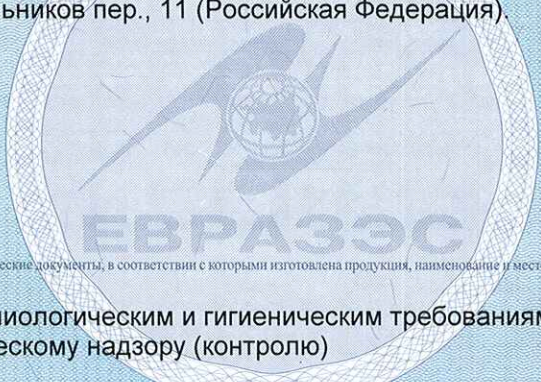 ьников пер., 11 (Российская Федерация).
ЕВРАЗЭС
еские документы, в соответствии с которыми изготовлена продукция, наименование и мест
миологическим и гигиеническим требованиям
ескому надзору (контролю)